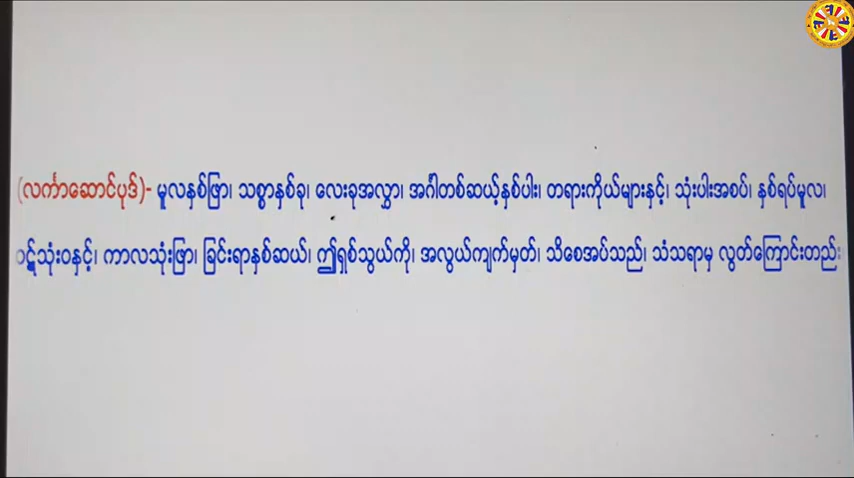 (လင်္ကာဆောင်ပုဒ်)- မူလနှစ်ဖြာ၊ သစ္စာနှစ်ခု၊ လေးခုအလွှာ၊ အင်္ဂါတစ်ဆယ့်နှစ်ပါး၊ တရားကိုယ်များနှင့်၊ သုံးပါးအစပ်၊ နှစ်ရပ်မူလ၊
ဝဋ်သုံးဝနှင့်၊ ကာလသုံးဖြာ၊ ခြင်းရာနှစ်ဆယ်၊ ဤရှစ်သွယ်ကို၊ အလွယ်ကျက်မှတ်၊ သိစေအပ်သည်၊ သံသရာမှ လွတ်ကြောင်းတည်း